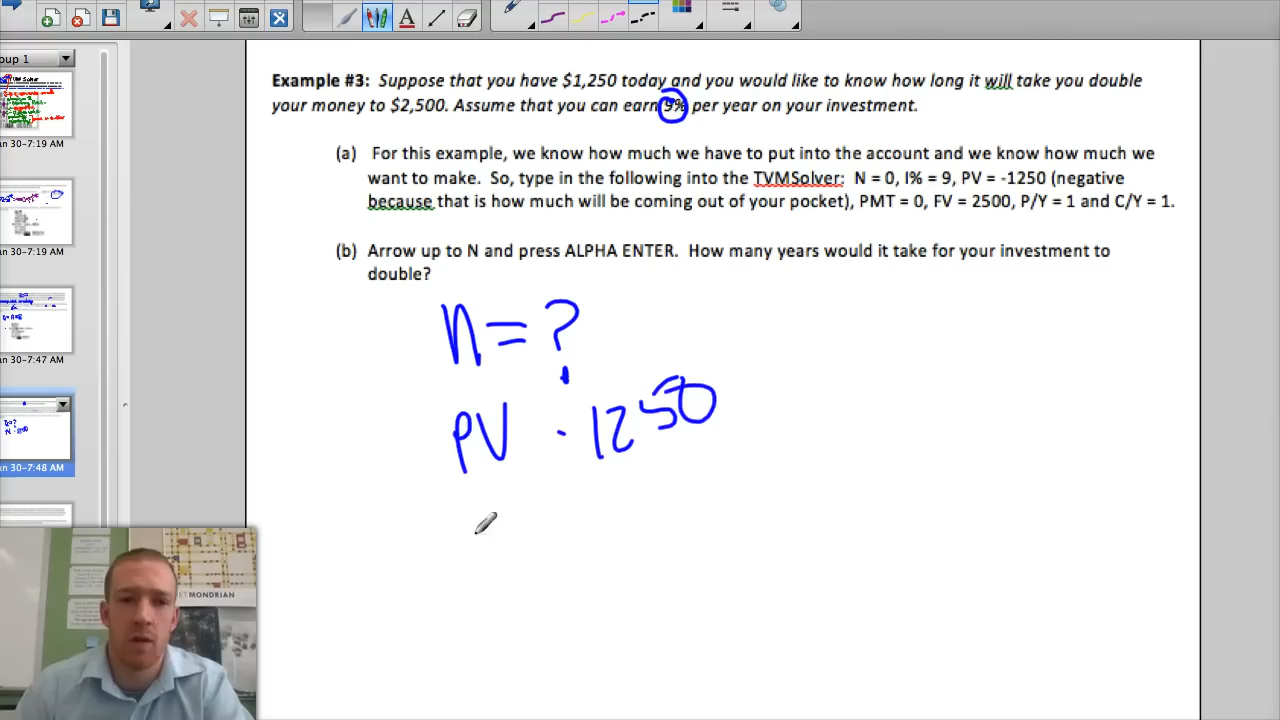 oup 1
an 30-7:19 AM
an 30-7:19 AM
an 30-7:47 AM
an 30-7:48 AM
Example #3: Suppose that you have $1,250 today and you would like to know how long it will take you double
your money to $2,500. Assume that you can earn 9% per year on your investment.
(a) For this example, we know how much we have to put into the account and we know how much we
want to make. So, type in the following into the TVMSolver: N = 0, I% = 9, PV = -1250 (negative
because that is how much will be coming out of your pocket), PMT = 0, FV = 2500, P/Y = 1 and C/Y = 1.
(b) Arrow up to N and press ALPHA ENTER. How many years would it take for your investment to
double?
N = ?
PV - 1250
ET MONDRIAN